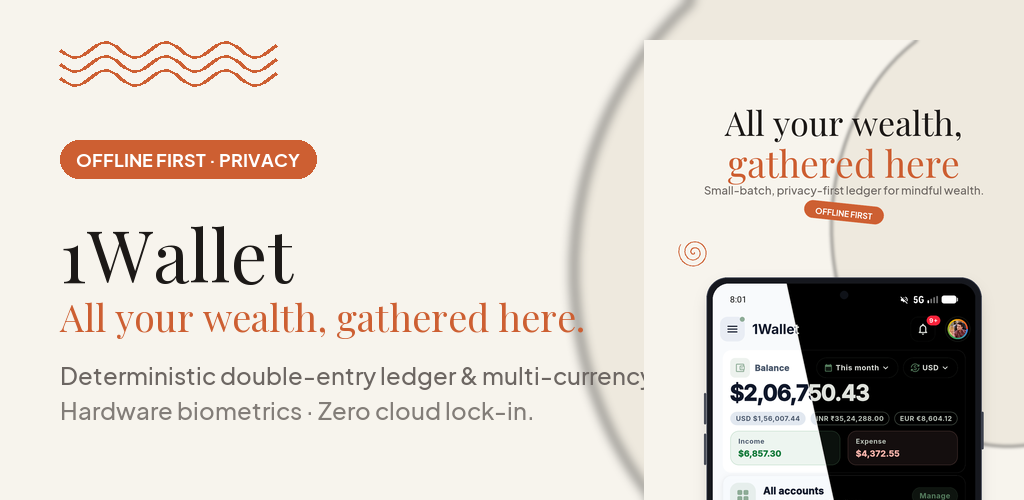 OFFLINE FIRST · PRIVACY
1Wallet
All your wealth, gathered here.
Deterministic double-entry ledger & multi-currency
Hardware biometrics · Zero cloud lock-in.
All your wealth,
gathered here
Small-batch, privacy-first ledger for mindful wealth.
OFFLINE FIRST
8:01 5G
1Wallet 9+
Balance This month USD
$2,06,750.43
USD $1,56,007.44 INR ₹35,24,288.00 EUR €8,604.12
Income Expense
$6,857.30 $4,372.55
All accounts Manage